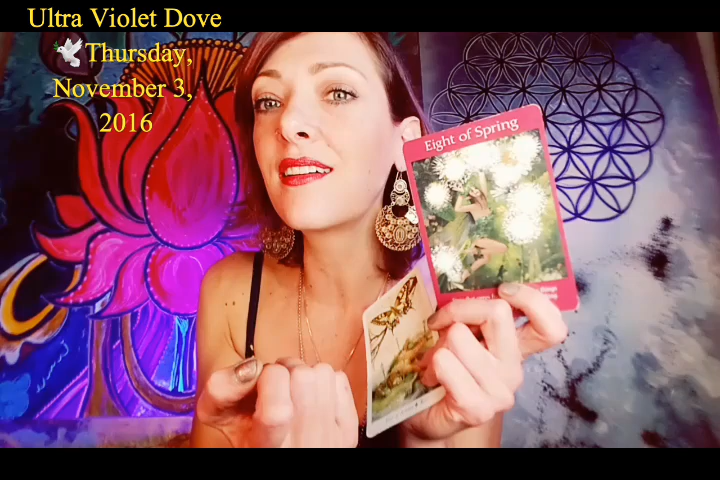 Ultra Violet Dove
🕊Thursday,
November 3,
2016
Eight of Spring